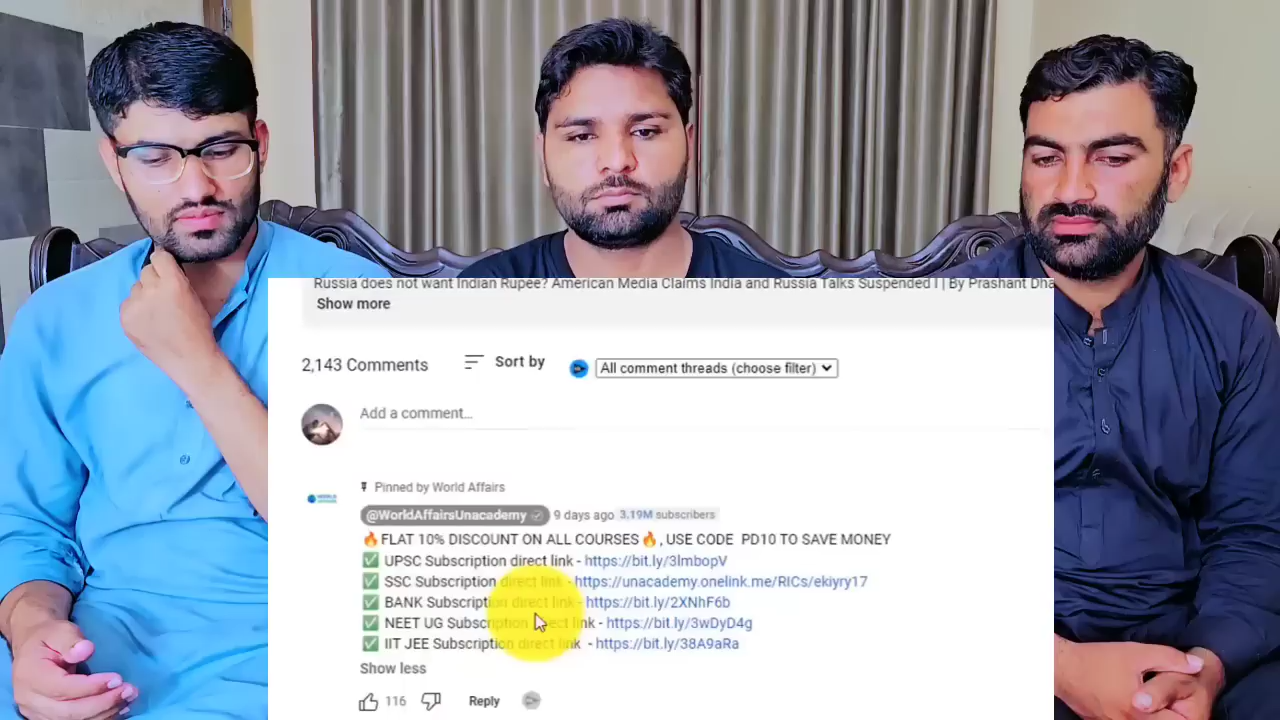 Russia does not want Indian Rupee? American Media Claims India and Russia Talks Suspended I | By Prashant Dha
Show more
2,143 Comments
Sort by
All comment threads (choose filter)
Add a comment...
Pinned by World Affairs
@WorldAffairsUnacademy 9 days ago 3.19M subscribers
🔥FLAT 10% DISCOUNT ON ALL COURSES🔥, USE CODE PD10 TO SAVE MONEY
✅ UPSC Subscription direct link - https://bit.ly/3lmbopV
✅ SSC Subscription direct link - https://unacademy.onelink.me/RICs/ekiyry17
✅ BANK Subscription direct link - https://bit.ly/2XNhF6b
✅ NEET UG Subscription direct link - https://bit.ly/3wDyD4g
✅ IIT JEE Subscription direct link - https://bit.ly/38A9aRa
Show less
116 Reply